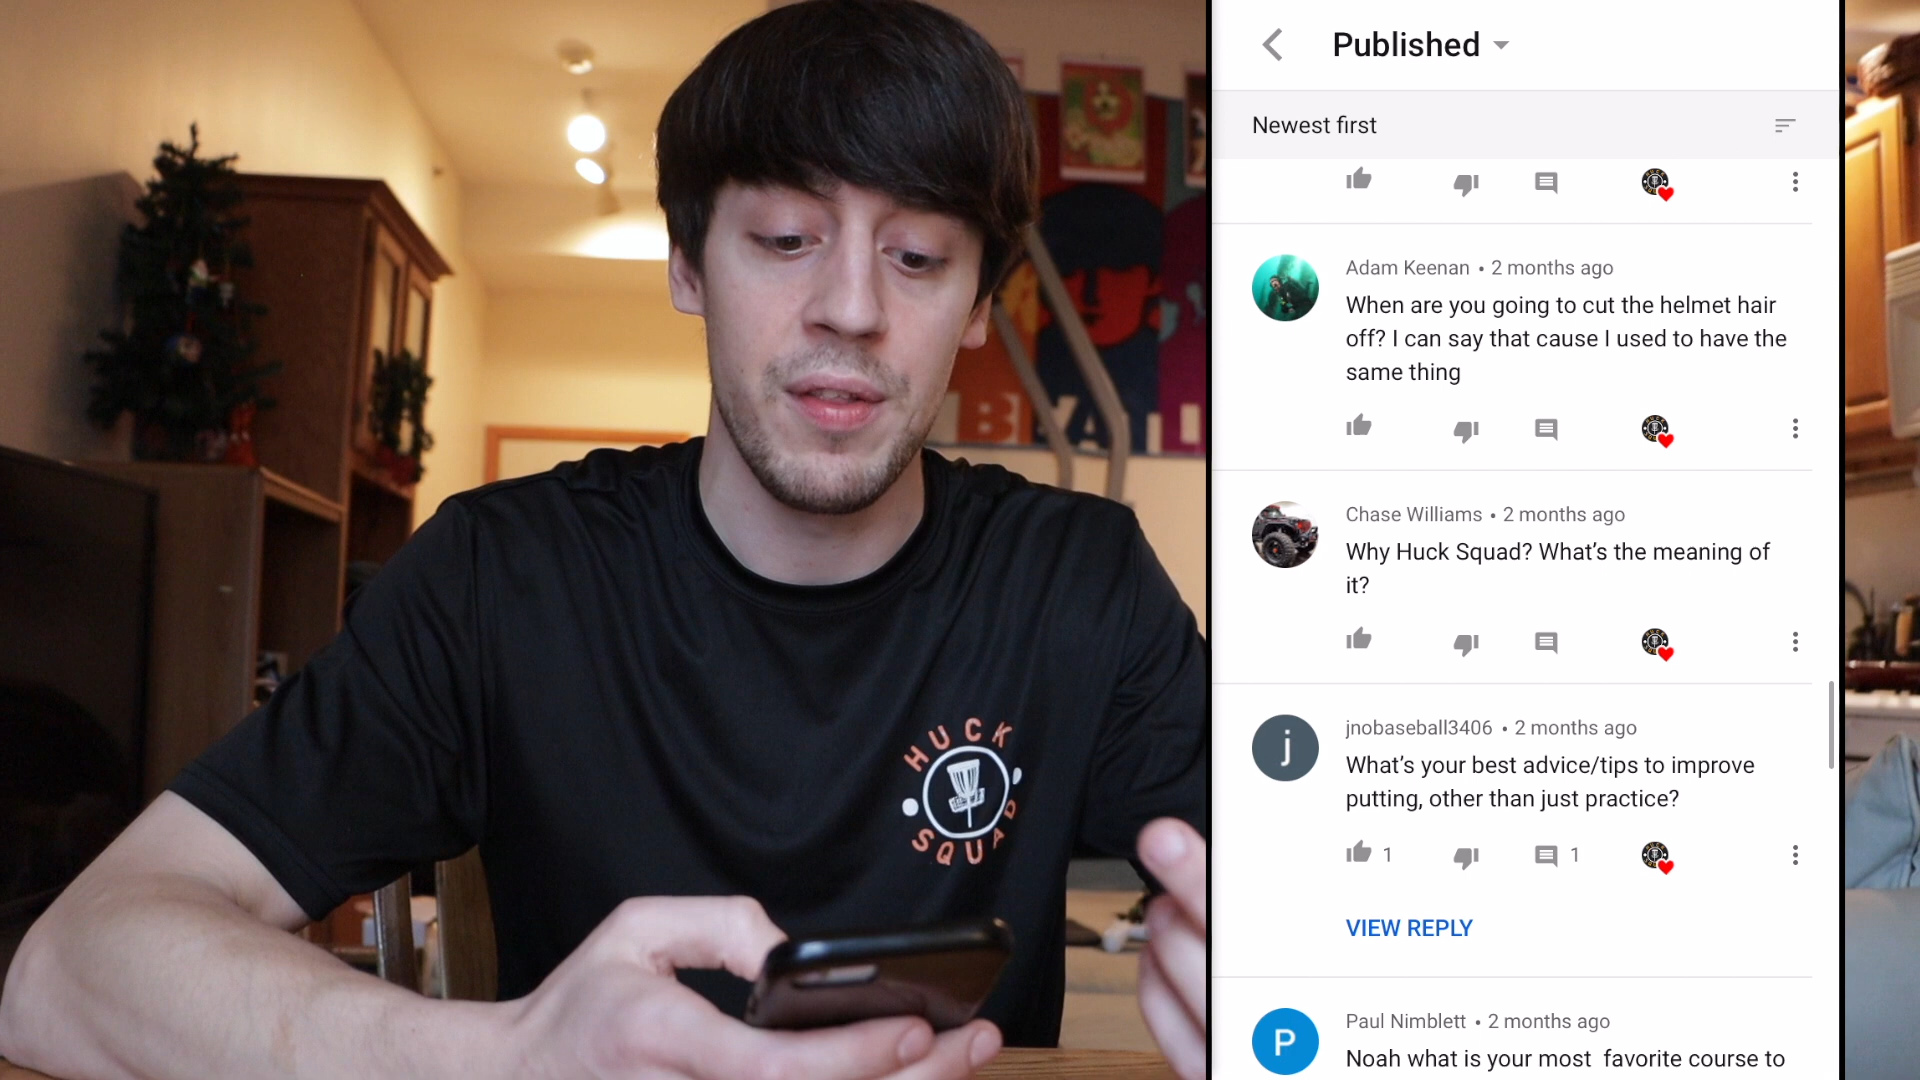 Published
Newest first
Adam Keenan • 2 months ago
When are you going to cut the helmet hair
off? I can say that cause I used to have the
same thing
Chase Williams • 2 months ago
Why Huck Squad? What's the meaning of
it?
j
jnobaseball3406 • 2 months ago
What's your best advice/tips to improve
putting, other than just practice?
1
1
VIEW REPLY
P
Paul Nimblett • 2 months ago
Noah what is your most favorite course to
HUCK
SQUAD